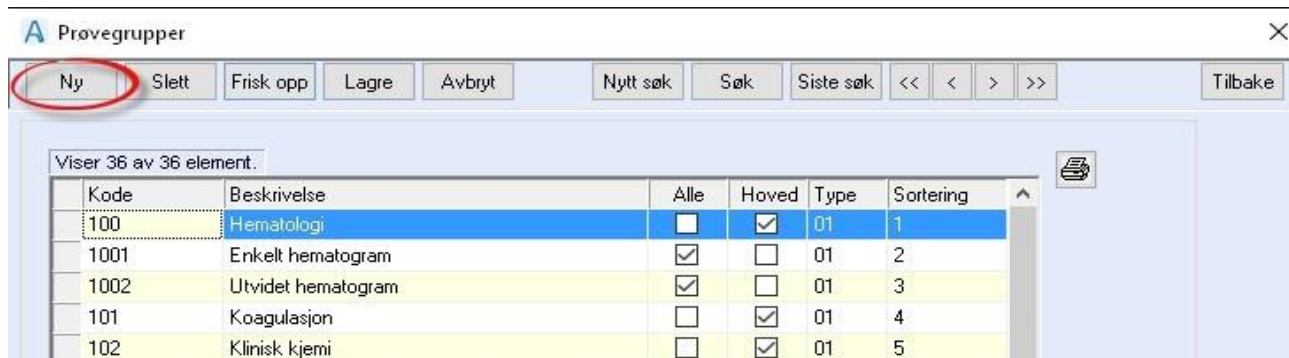 Prøvegrupper
Ny Slett Frisk opp Lagre Avbryt Nytt søk Søk Siste søk << < > >> Tilbake
Viser 36 av 36 element.
Kode Beskrivelse Alle Hoved Type Sortering
100 Hematologi 01 1
1001 Enkelt hematogram 01 2
1002 Utvidet hematogram 01 3
101 Koagulasjon 01 4
102 Klinisk kjemi 01 5